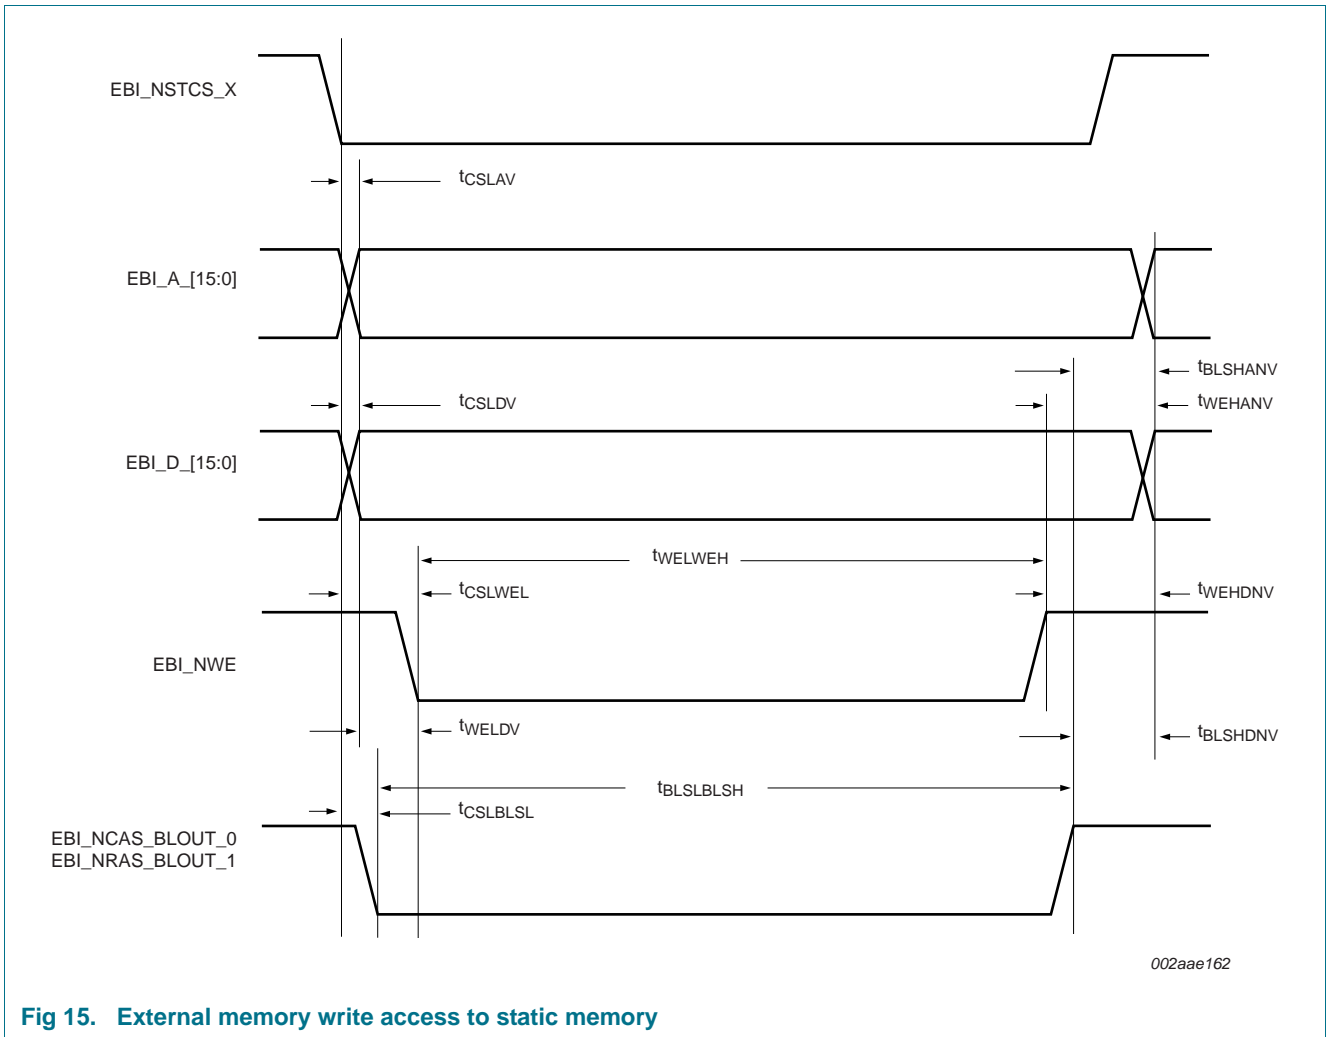 EBI_NSTCS_X
tCSLAV
EBI_A_[15:0]
tBLSHANV
tCSLDV
tWEHANV
EBI_D_[15:0]
tWELWEH
tCSLWEL
tWEHDNV
EBI_NWE
tWELDV
tBLSHDNV
tBLSLBLSH
tCSLBLSL
EBI_NCAS_BLOUT_0
EBI_NRAS_BLOUT_1
002aae162
Fig 15. External memory write access to static memory